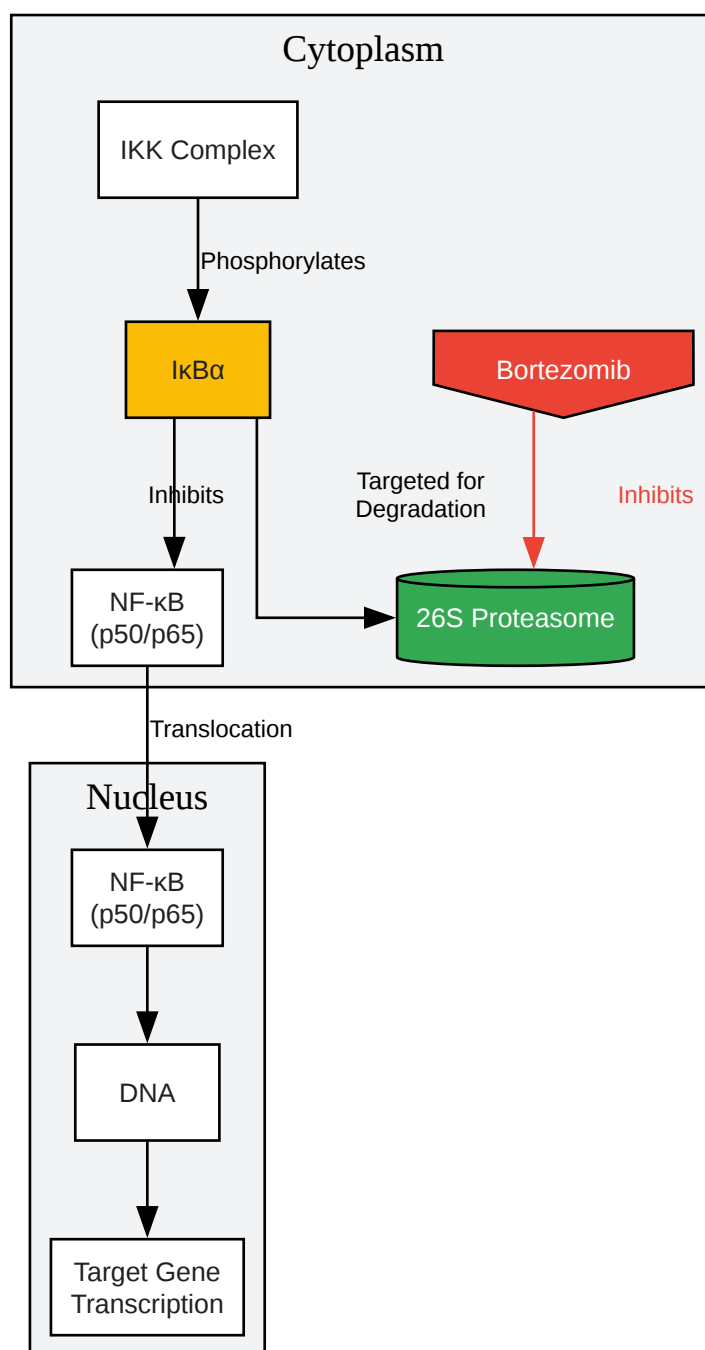 Cytoplasm
IKK Complex
Phosphorylates
IκBα
Bortezomib
Inhibits
Targeted for
Degradation
Inhibits
NF-κB
(p50/p65)
26S Proteasome
Translocation
Nucleus
NF-κB
(p50/p65)
DNA
Target Gene
Transcription